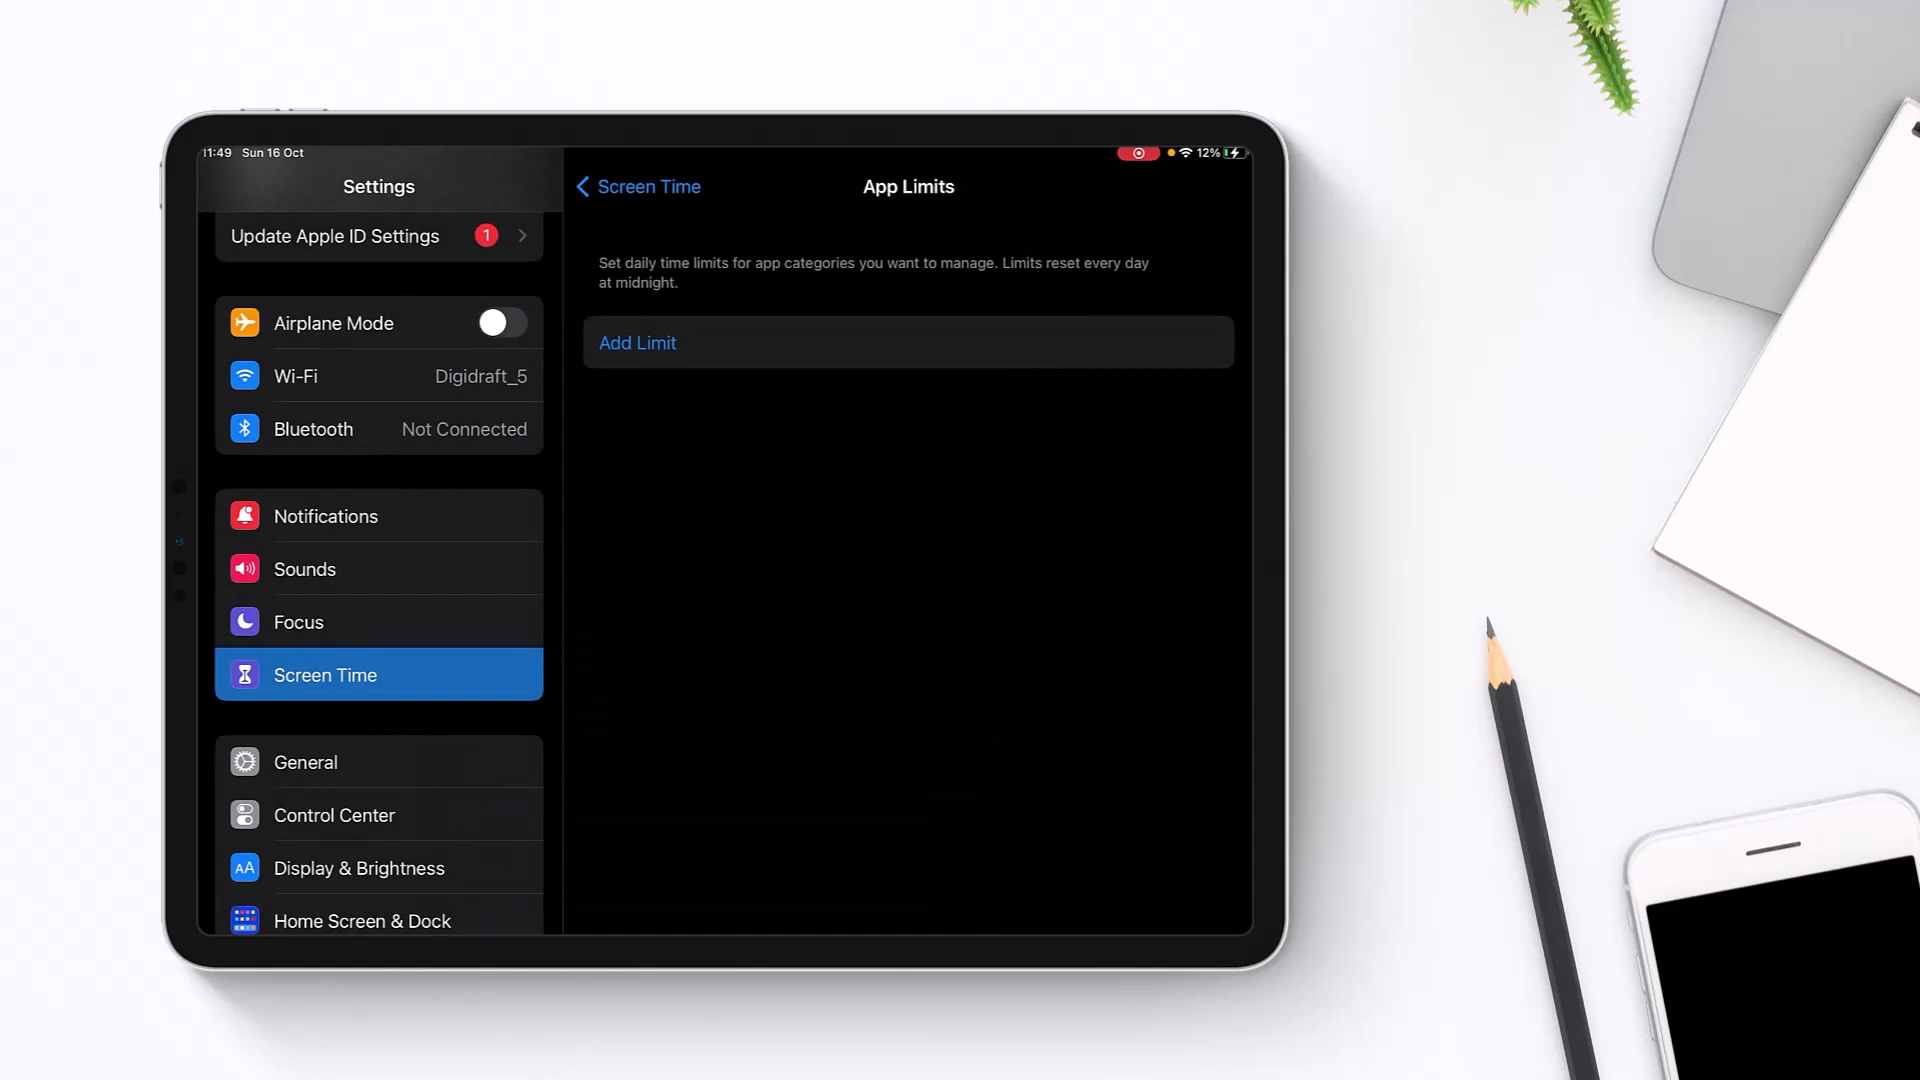 11:49 Sun 16 Oct
12%
Settings
Update Apple ID Settings 1
Airplane Mode
Wi-Fi Digidraft_5
Bluetooth Not Connected
Notifications
Sounds
Focus
Screen Time
General
Control Center
AA Display & Brightness
Home Screen & Dock
Screen Time
App Limits
Set daily time limits for app categories you want to manage. Limits reset every day
at midnight.
Add Limit